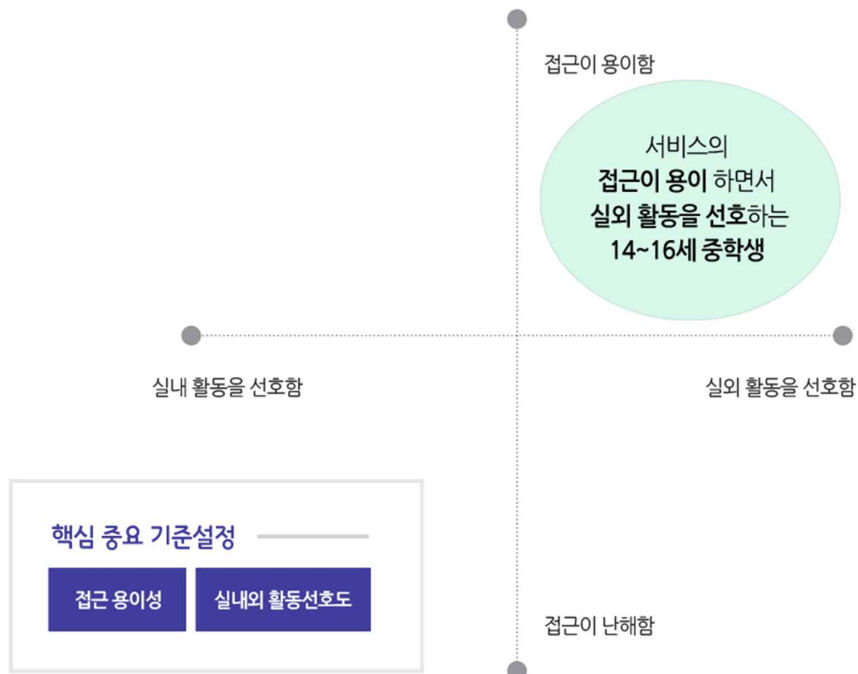 접근이 용이함
서비스의
접근이 용이 하면서
실외 활동을 선호하는
14~16세 중학생
실내 활동을 선호함
실외 활동을 선호함
핵심 중요 기준설정
접근 용이성
실내외 활동선호도
접근이 난해함